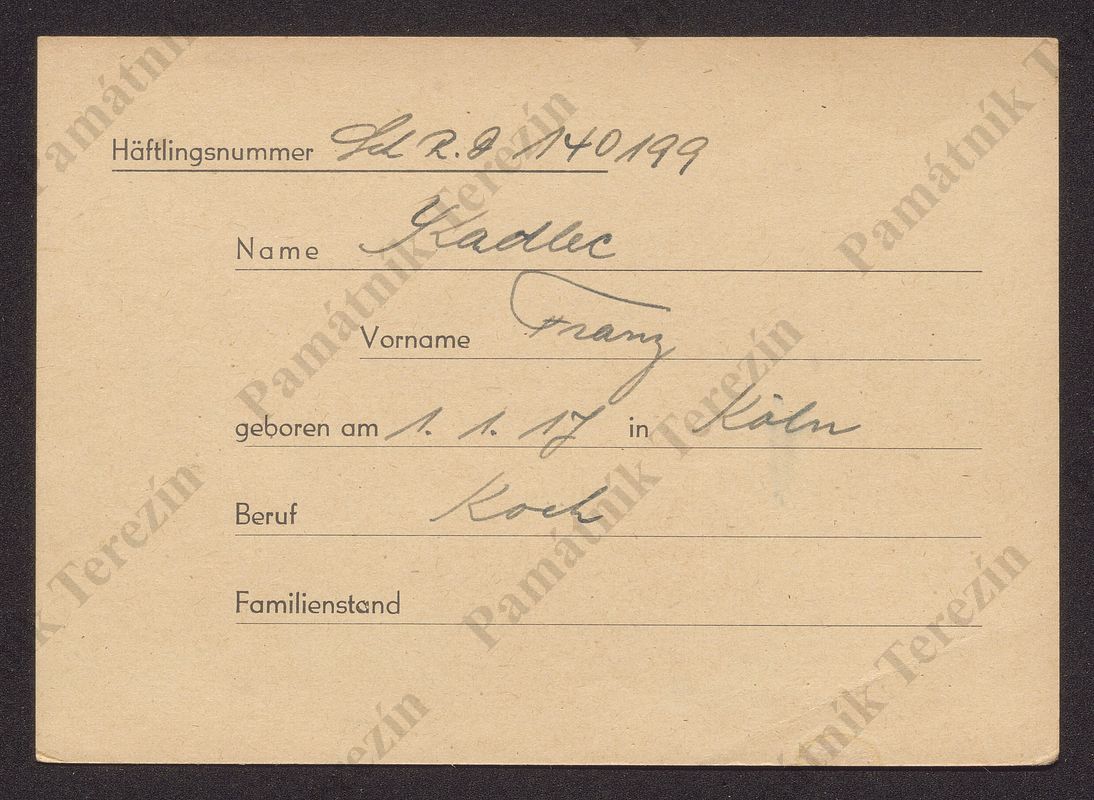 Häftlingsnummer Sch R.D 140199
Name Kadlec
Vorname Franz
geboren am 1. 1. 17 in Köln
Beruf Koch
Familienstand
Památník Terezín